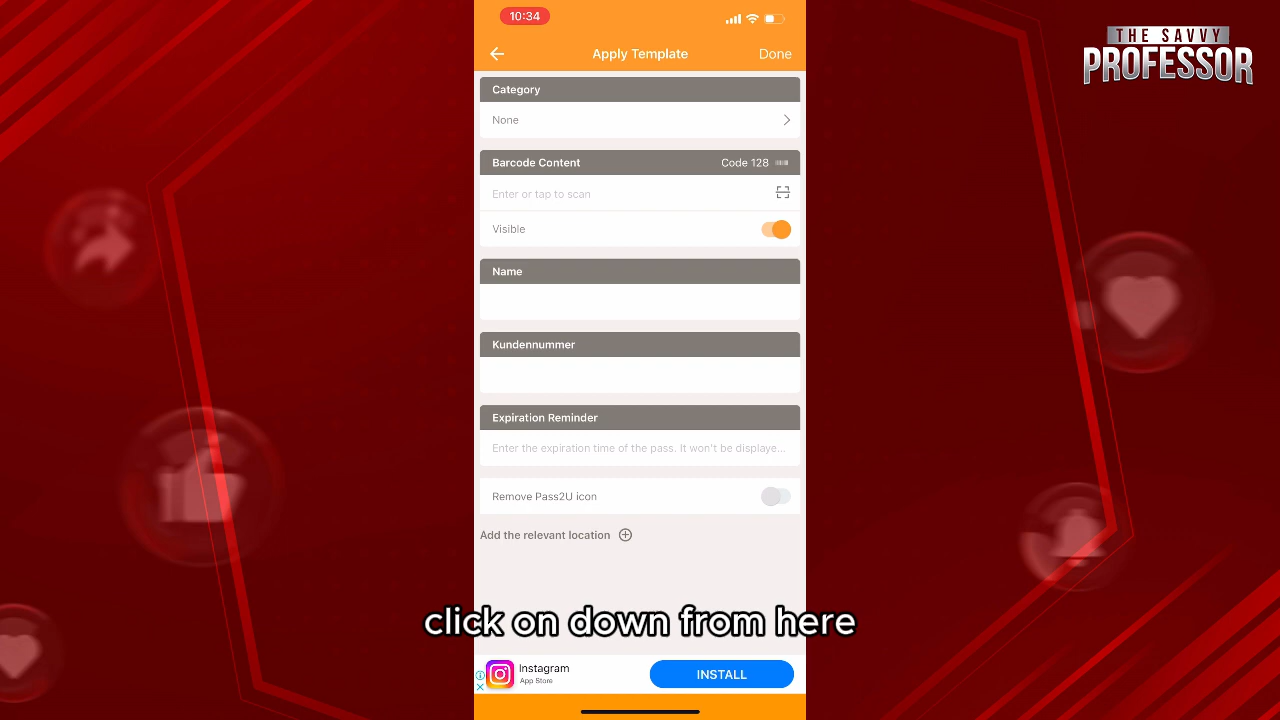 10:34
THE SAVVY
PROFESSOR
Apply Template
Done
Category
None
Barcode Content
Code 128
Enter or tap to scan
Visible
Name
Kundennummer
Expiration Reminder
Enter the expiration time of the pass. It won't be displaye...
Remove Pass2U icon
Add the relevant location
click on down from here
Instagram
App Store
INSTALL